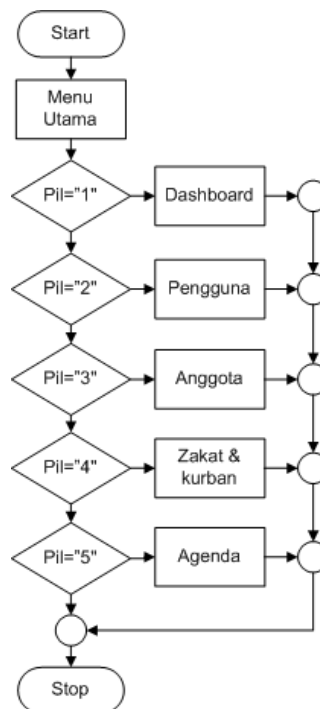 Start
Menu
Utama
Pil="1"
Dashboard
Pil="2"
Pengguna
Pil="3"
Anggota
Pil="4"
Zakat &
kurban
Pil="5"
Agenda
Stop